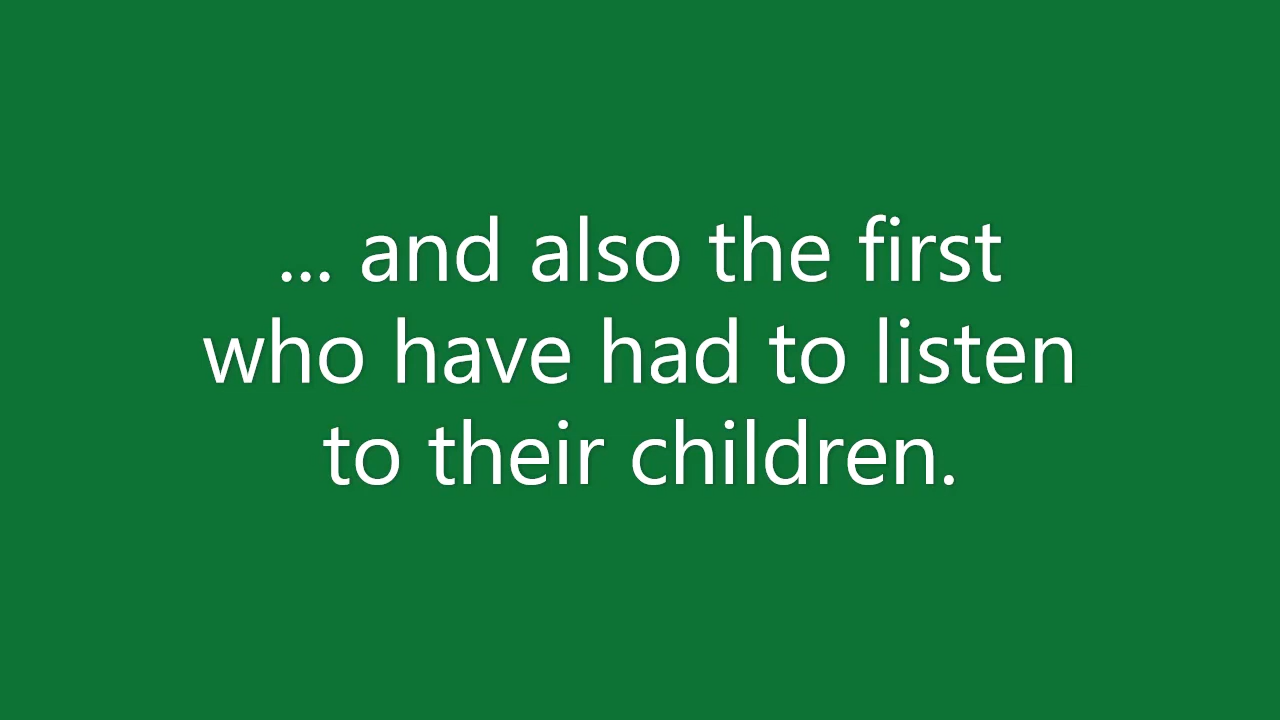 ... and also the first
who have had to listen
to their children.